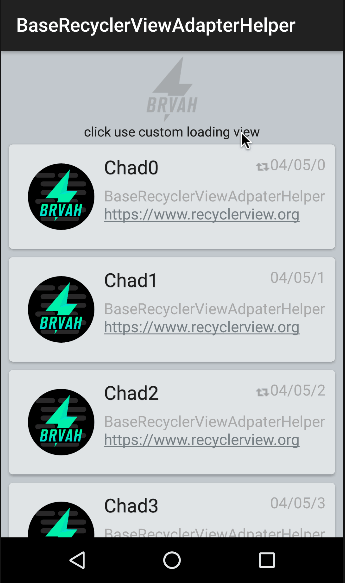 BaseRecyclerViewAdapterHelper
BRVAH
click use custom loading view
Chad0
04/05/0
BRVAH
BaseRecyclerViewAdpaterHelper
https://www.recyclerview.org
Chad1
04/05/1
BRVAH
BaseRecyclerViewAdpaterHelper
https://www.recyclerview.org
Chad2
04/05/2
BRVAH
BaseRecyclerViewAdpaterHelper
https://www.recyclerview.org
Chad3
04/05/3
BaseRecyclerViewAdpaterHelper